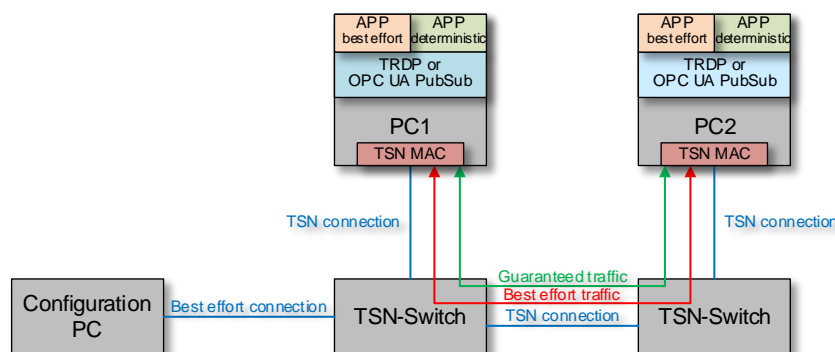 APP
best effort
APP
deterministic
TRDP or
OPC UA PubSub
PC1
TSN MAC
APP
best effort
APP
deterministic
TRDP or
OPC UA PubSub
PC2
TSN MAC
TSN connection
TSN connection
Guaranteed traffic
Best effort traffic
TSN connection
Configuration
PC
Best effort connection
TSN-Switch
TSN-Switch